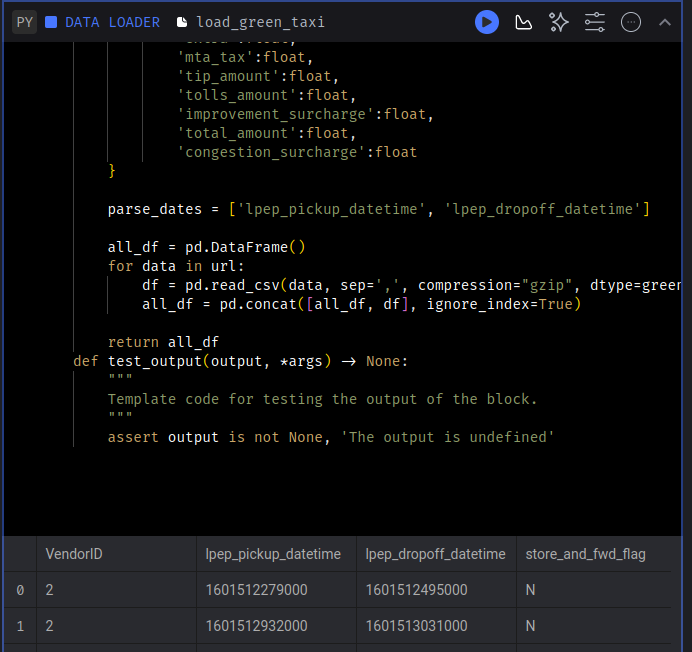 PY DATA LOADER load_green_taxi
'mta_tax':float,
'tip_amount':float,
'tolls_amount':float,
'improvement_surcharge':float,
'total_amount':float,
'congestion_surcharge':float
}
parse_dates = ['lpep_pickup_datetime', 'lpep_dropoff_datetime']
all_df = pd.DataFrame()
for data in url:
df = pd.read_csv(data, sep=',', compression="gzip", dtype=green
all_df = pd.concat([all_df, df], ignore_index=True)
return all_df
def test_output(output, *args) -> None:
"""
Template code for testing the output of the block.
"""
assert output is not None, 'The output is undefined'
VendorID lpep_pickup_datetime lpep_dropoff_datetime store_and_fwd_flag
0 2 1601512279000 1601512495000 N
1 2 1601512932000 1601513031000 N